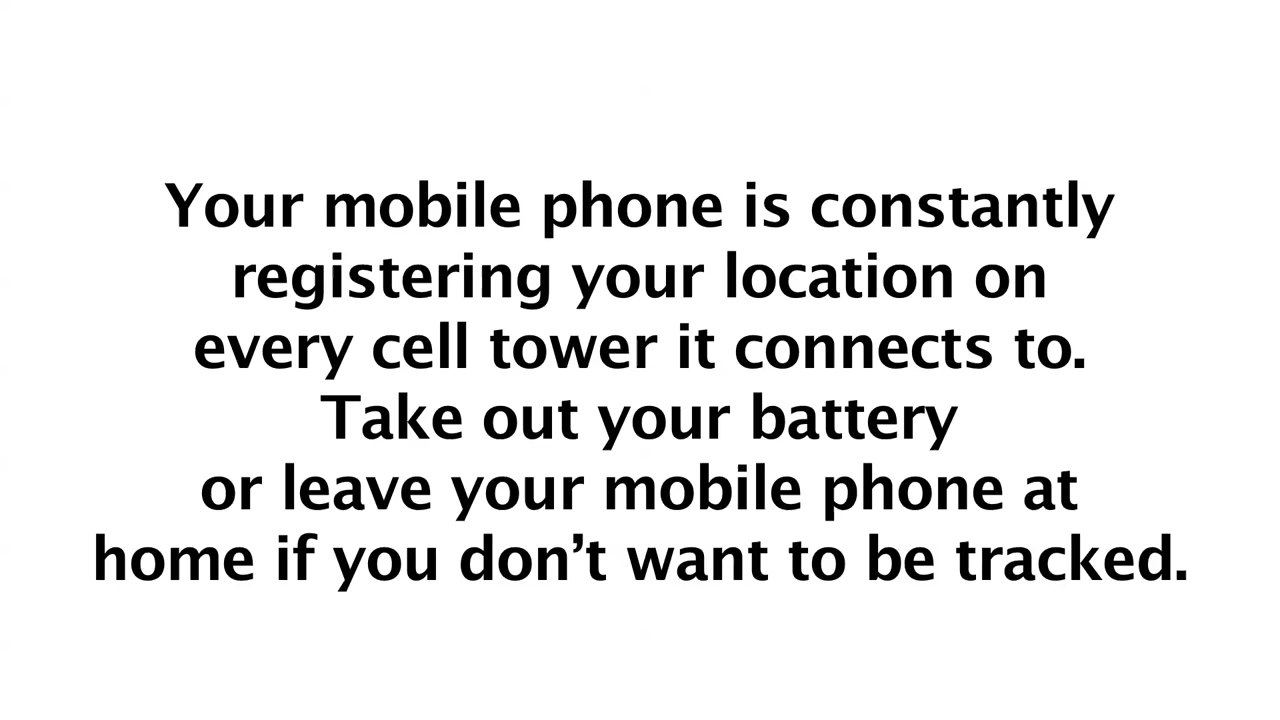 Your mobile phone is constantly
registering your location on
every cell tower it connects to.
Take out your battery
or leave your mobile phone at
home if you don’t want to be tracked.